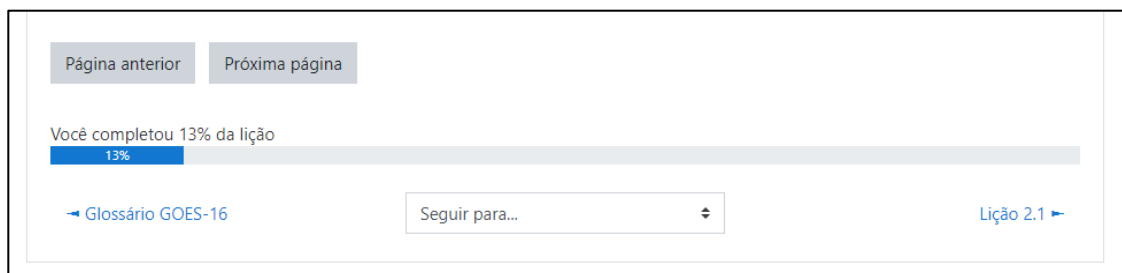 Página anterior Próxima página
Você completou 13% da lição
13%
◄ Glossário GOES-16 Seguir para... Lição 2.1 ►